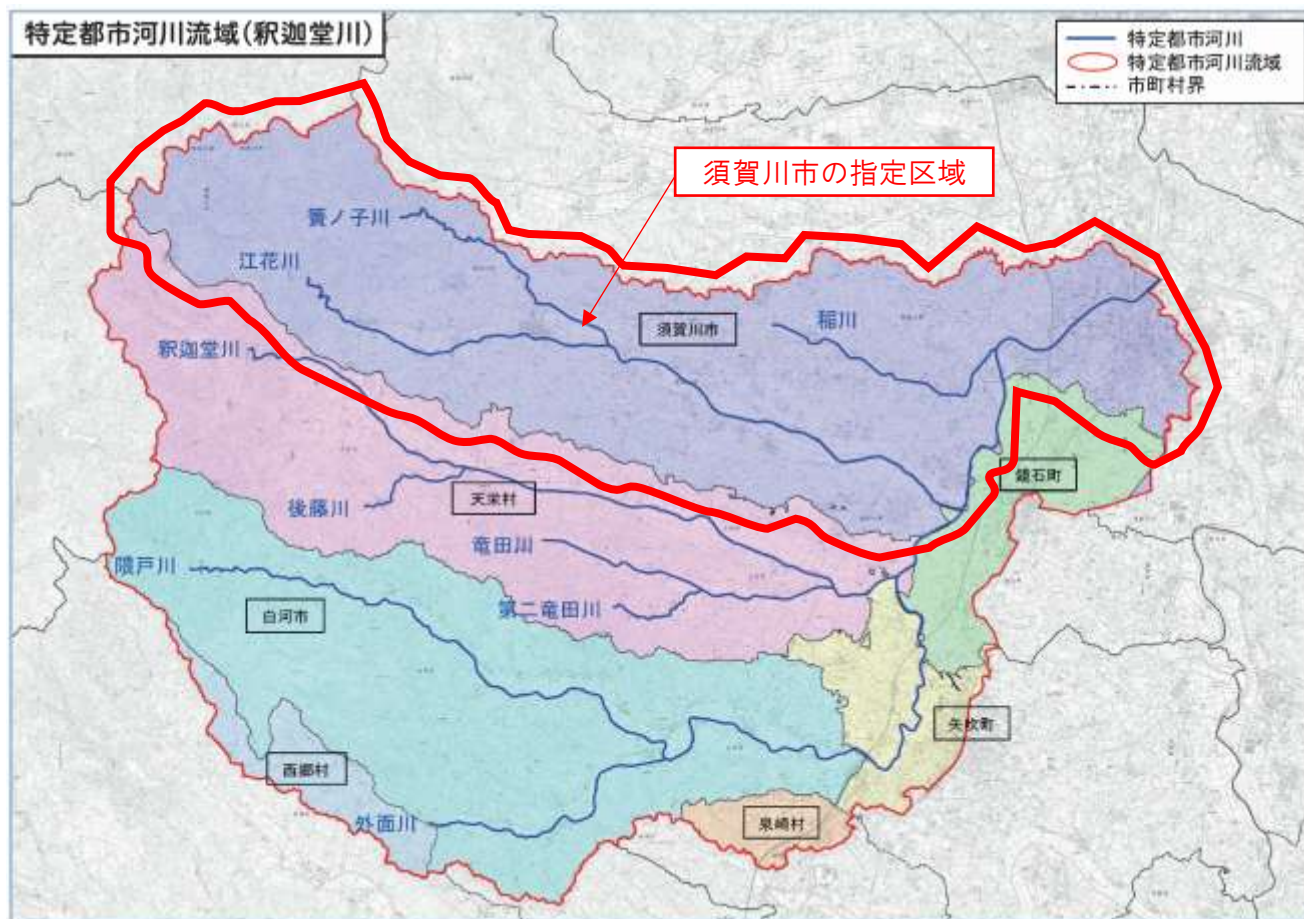 特定都市河川流域(釈迦堂川)
特定都市河川
特定都市河川流域
市町村界
須賀川市の指定区域
簀ノ子川
江花川
須賀川市
稲川
釈迦堂川
鏡石町
天栄村
後藤川
竜田川
隈戸川
白河市
第二竜田川
矢吹町
西郷村
外面川
泉崎村